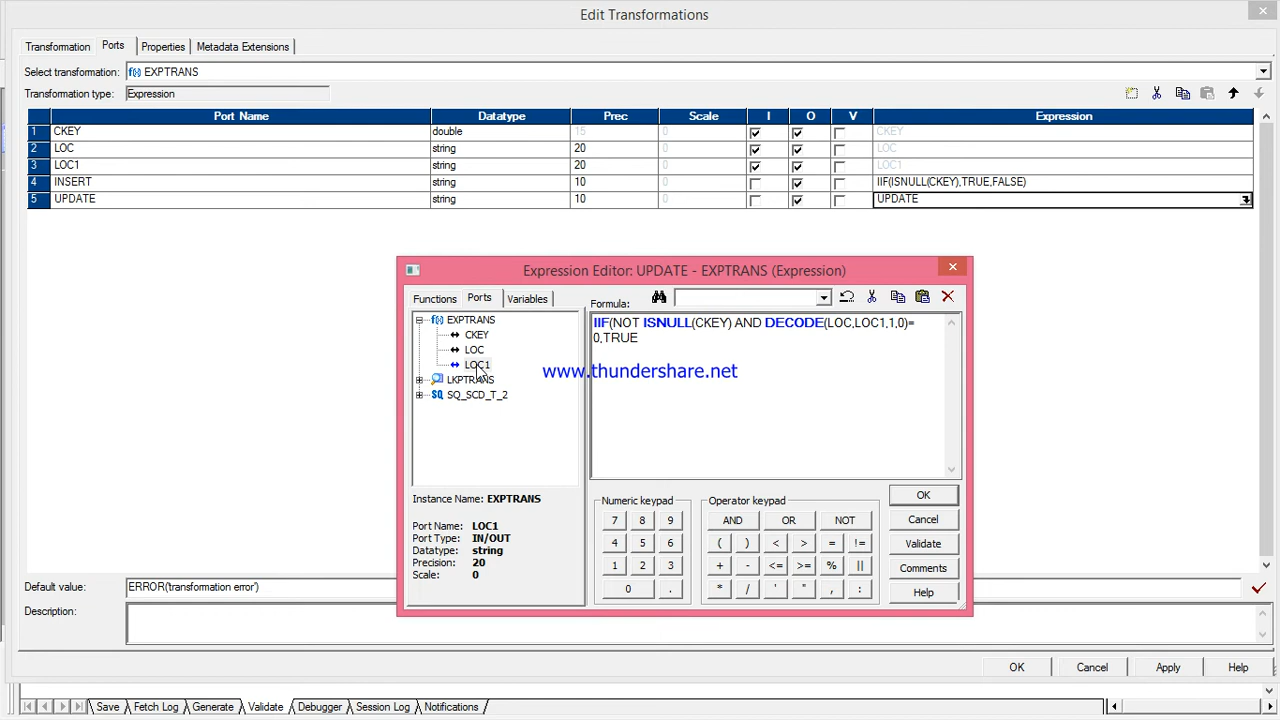 Edit Transformations
Transformation Ports Properties Metadata Extensions
Select transformation: f(x) EXPTRANS
Transformation type: Expression
Port Name Datatype Prec Scale I O V Expression
1 CKEY double 15 0 CKEY
2 LOC string 20 0 LOC
3 LOC1 string 20 0 LOC1
4 INSERT string 10 0 IIF(ISNULL(CKEY),TRUE,FALSE)
5 UPDATE string 10 0 UPDATE
Expression Editor: UPDATE - EXPTRANS (Expression)
Functions Ports Variables
Formula:
f(x) EXPTRANS
CKEY
LOC
LOC1
LKPTRANS
SQ SQ_SCD_T_2
IIF(NOT ISNULL(CKEY) AND DECODE(LOC,LOC1,1,0)=
0,TRUE
www.thundershare.net
Instance Name: EXPTRANS
Port Name: LOC1
Port Type: IN/OUT
Datatype: string
Precision: 20
Scale: 0
Numeric keypad
7 8 9
4 5 6
1 2 3
0 .
Operator keypad
AND OR NOT
( ) < > = !=
+ - <= >= % ||
* / ' " , :
OK
Cancel
Validate
Comments
Help
Default value: ERROR('transformation error')
Description:
OK Cancel Apply Help
Save Fetch Log Generate Validate Debugger Session Log Notifications